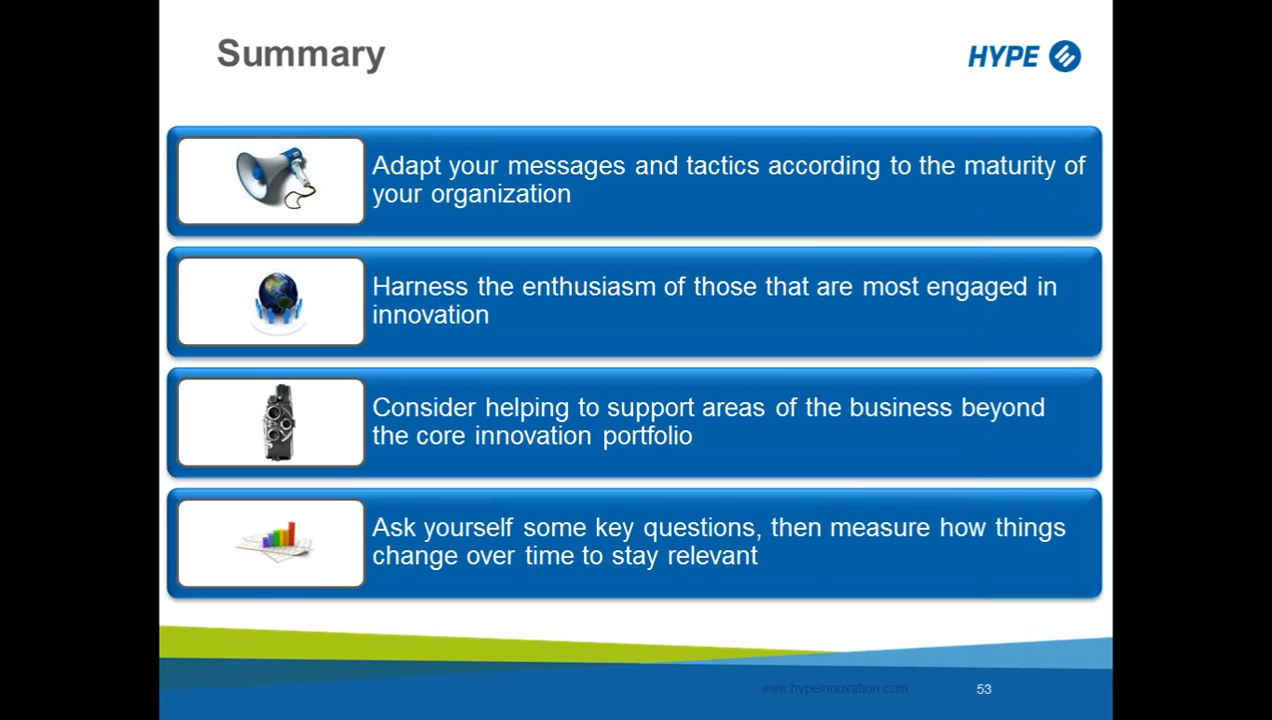 Summary
HYPE
Adapt your messages and tactics according to the maturity of
your organization
Harness the enthusiasm of those that are most engaged in
innovation
Consider helping to support areas of the business beyond
the core innovation portfolio
Ask yourself some key questions, then measure how things
change over time to stay relevant
www.hypeinnovation.com
53